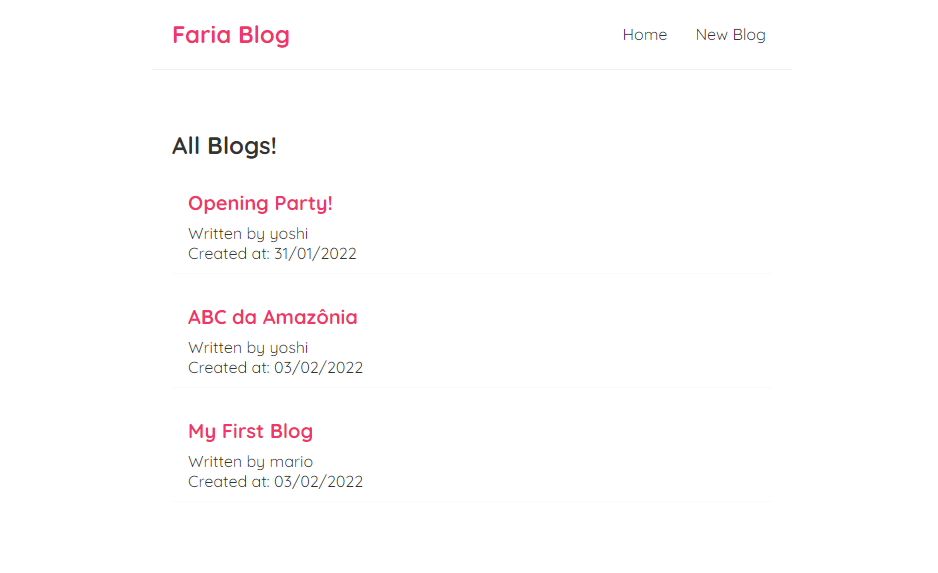 Faria Blog
Home
New Blog
All Blogs!
Opening Party!
Written by yoshi
Created at: 31/01/2022
ABC da Amazônia
Written by yoshi
Created at: 03/02/2022
My First Blog
Written by mario
Created at: 03/02/2022